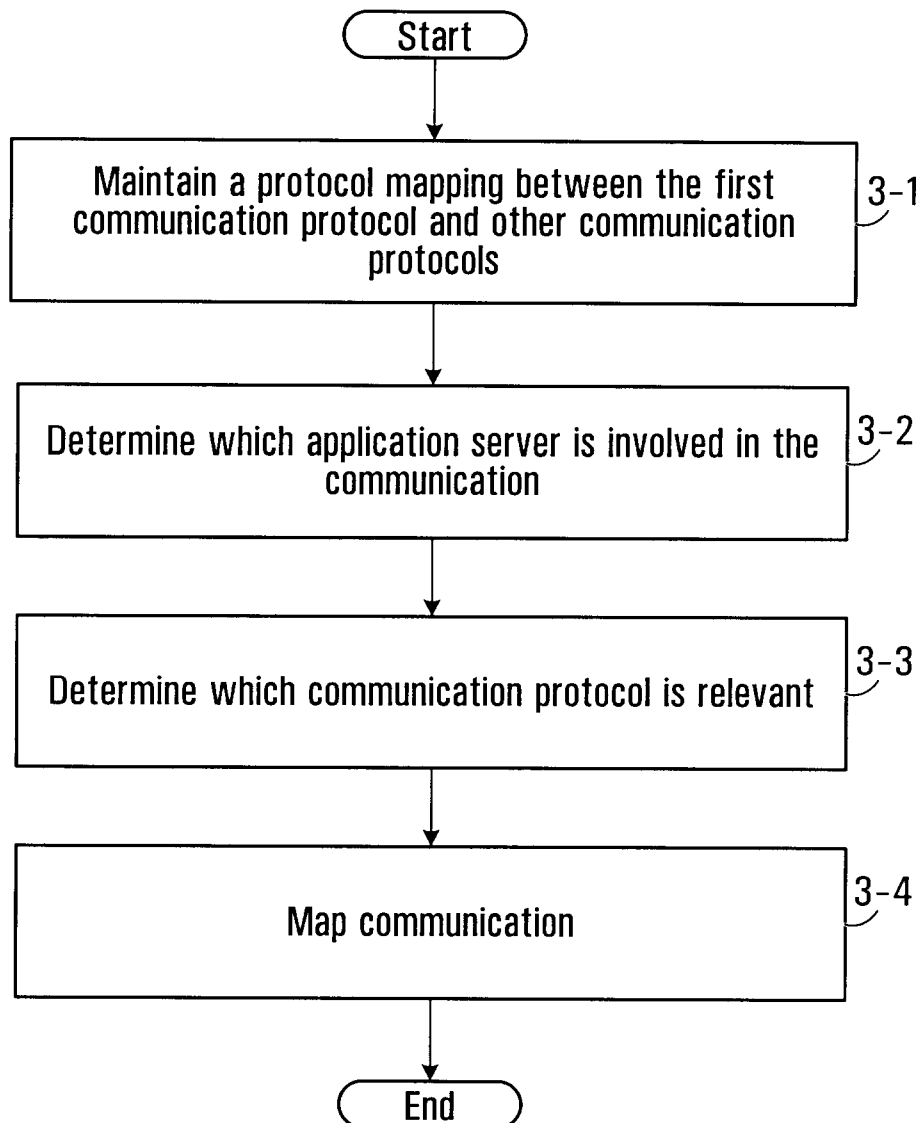 Start
Maintain a protocol mapping between the first
communication protocol and other communication
protocols
3-1
Determine which application server is involved in the
communication
3-2
Determine which communication protocol is relevant
3-3
Map communication
3-4
End